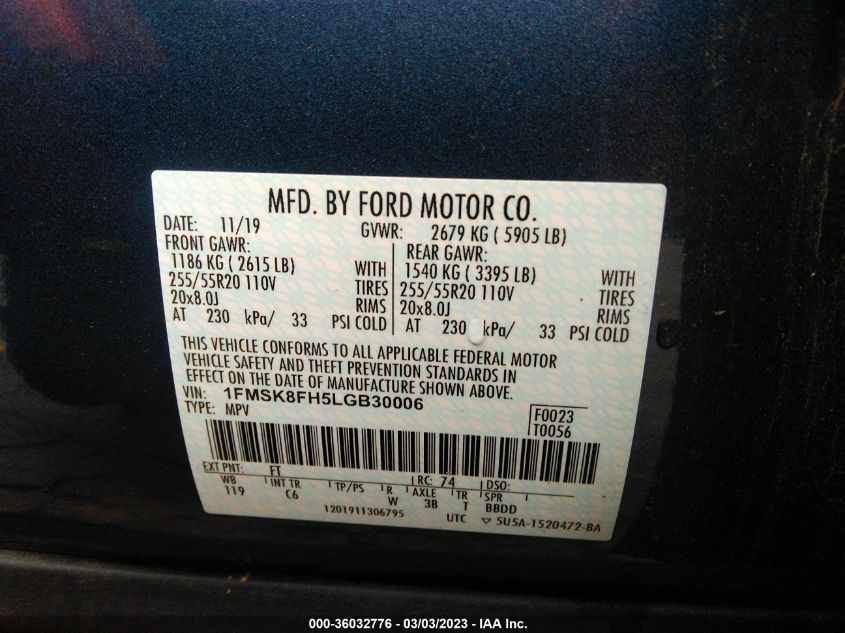 MFD. BY FORD MOTOR CO.
DATE: 11/19 GVWR: 2679 KG ( 5905 LB)
FRONT GAWR: REAR GAWR:
1186 KG ( 2615 LB) WITH 1540 KG ( 3395 LB) WITH
255/55R20 110V TIRES 255/55R20 110V TIRES
20x8.0J RIMS 20x8.0J RIMS
AT 230 kPa/ 33 PSI COLD AT 230 kPa/ 33 PSI COLD
THIS VEHICLE CONFORMS TO ALL APPLICABLE FEDERAL MOTOR
VEHICLE SAFETY AND THEFT PREVENTION STANDARDS IN
EFFECT ON THE DATE OF MANUFACTURE SHOWN ABOVE.
VIN: 1FMSK8FH5LGB30006
TYPE: MPV
F0023
T0056
EXT PNT: FT RC: 74 DSO:
WB INT TR TP/PS R AXLE TR SPR
119 C6 W 3B T BBDD
1201911306795 UTC ▽ 5U5A-1520472-BA
000-36032776 — 03/03/2023 — IAA Inc.